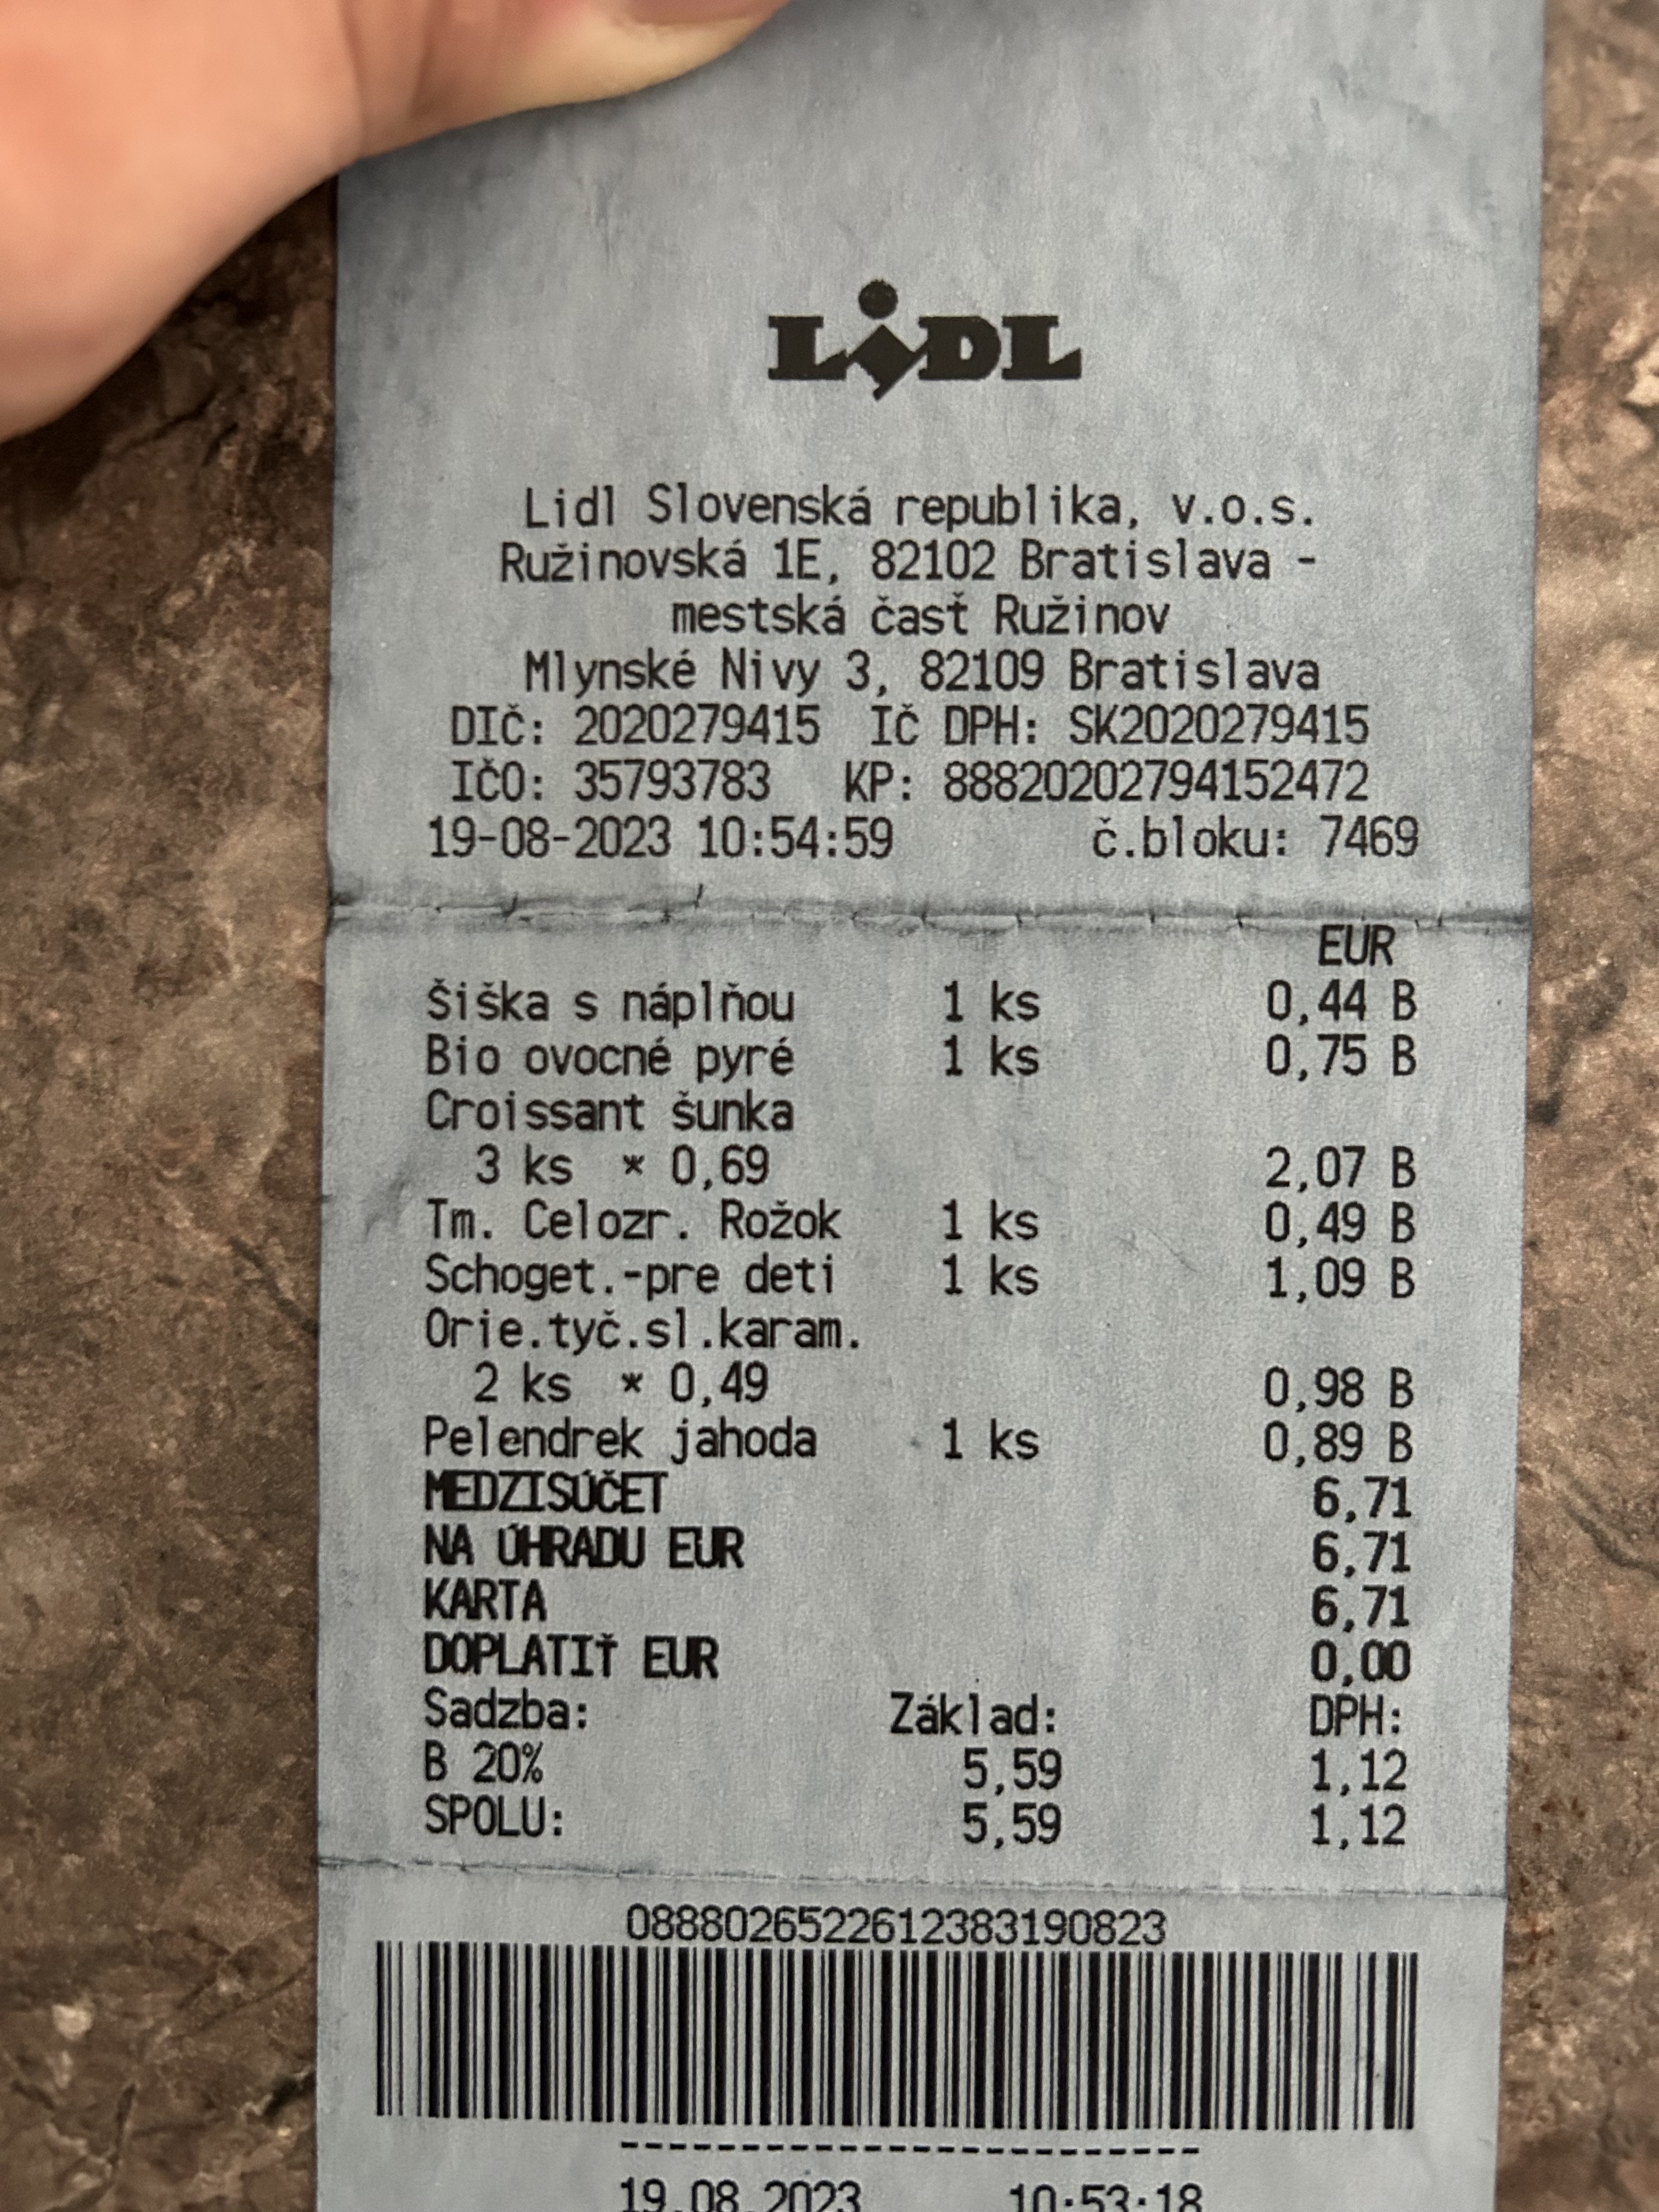 LIDL
Lidl Slovenská republika, v.o.s.
Ružinovská 1E, 82102 Bratislava -
mestská časť Ružinov
Mlynské Nivy 3, 82109 Bratislava
DIČ: 2020279415 IČ DPH: SK2020279415
IČO: 35793783 KP: 88820202794152472
19-08-2023 10:54:59 č.bloku: 7469
EUR
Šiška s náplňou 1 ks 0,44 B
Bio ovocné pyré 1 ks 0,75 B
Croissant šunka
3 ks * 0,69 2,07 B
Tm. Celozr. Rožok 1 ks 0,49 B
Schoget.-pre deti 1 ks 1,09 B
Orie.tyč.sl.karam.
2 ks * 0,49 0,98 B
Pelendrek jahoda 1 ks 0,89 B
MEDZISÚČET 6,71
NA ÚHRADU EUR 6,71
KARTA 6,71
DOPLATIŤ EUR 0,00
Sadzba: Základ: DPH:
B 20% 5,59 1,12
SPOLU: 5,59 1,12
0888026522612383190823
------------------------
19.08.2023 10:53:18